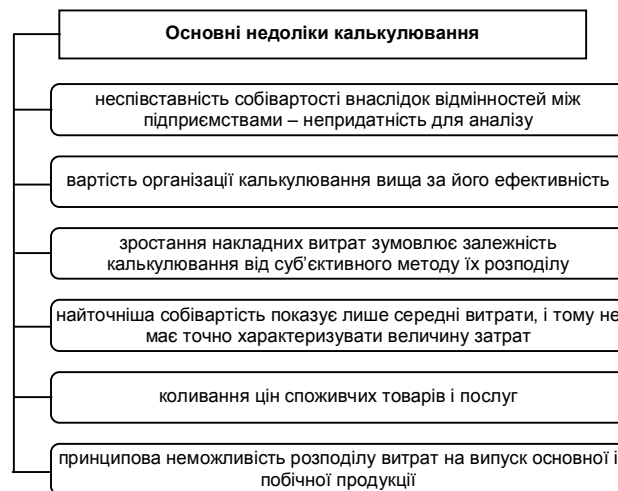 Основні недоліки калькулювання
неспівставність собівартості внаслідок відмінностей між
підприємствами – непридатність для аналізу
вартість організації калькулювання вища за його ефективність
зростання накладних витрат зумовлює залежність
калькулювання від суб’єктивного методу їх розподілу
найточніша собівартість показує лише середні витрати, і тому не
має точно характеризувати величину затрат
коливання цін споживчих товарів і послуг
принципова неможливість розподілу витрат на випуск основної і
побічної продукції